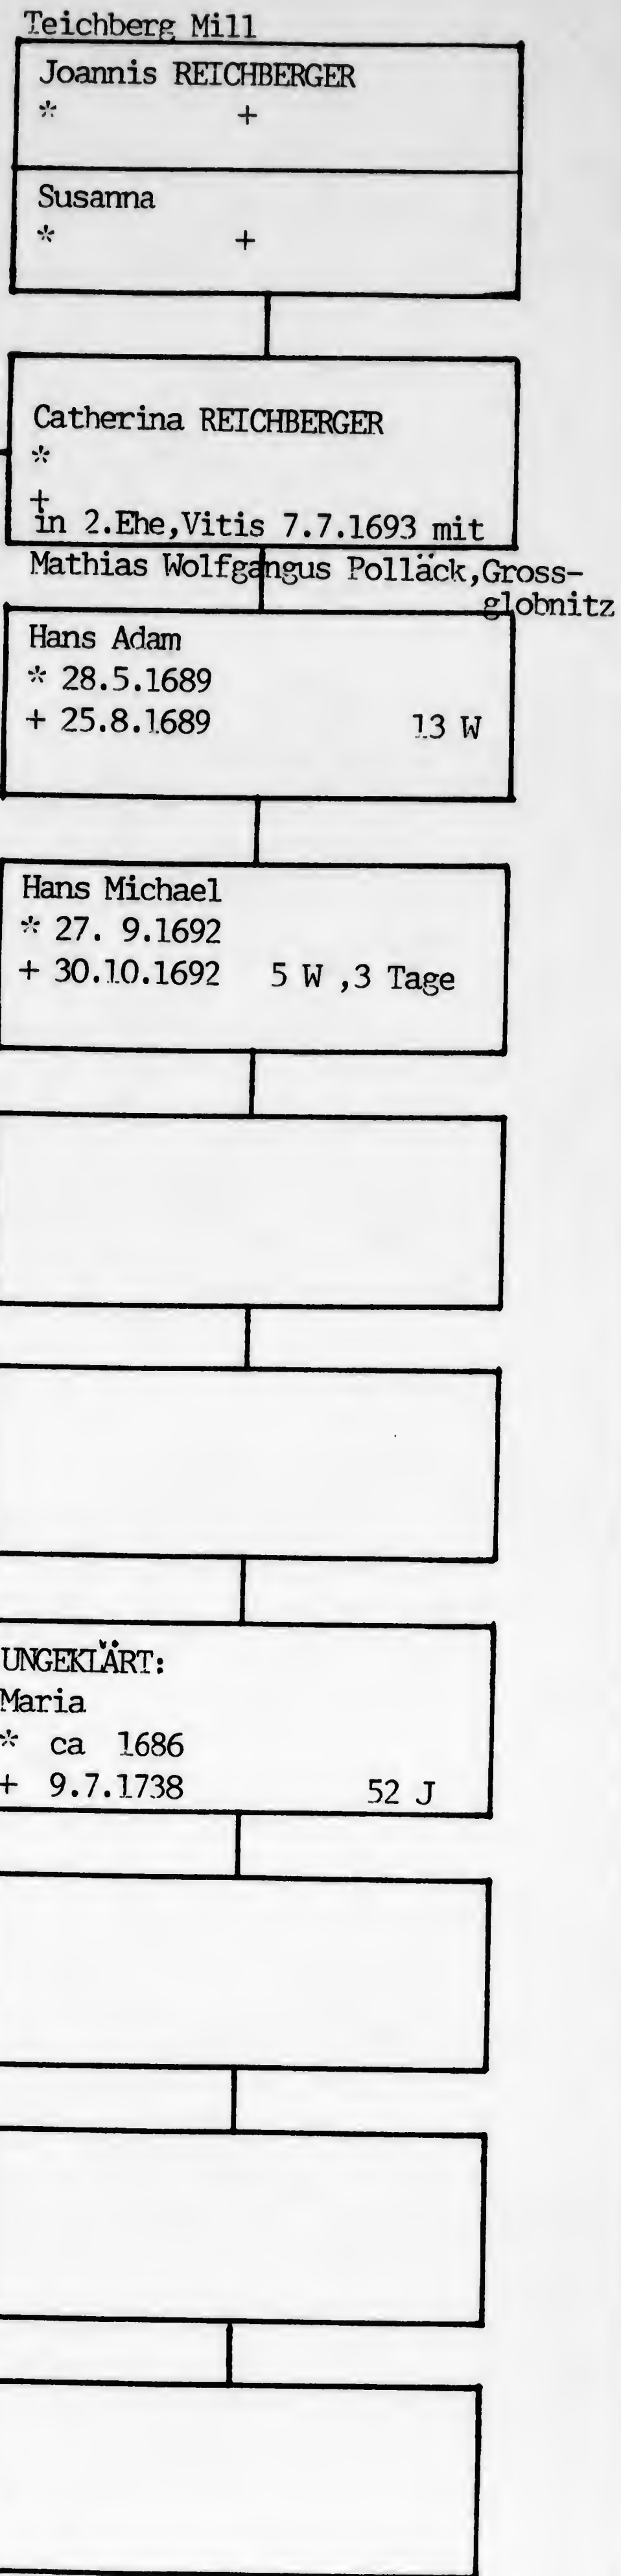 Teichberg Mill
Joannis REICHBERGER
* +
Susanna
* +
Catherina REICHBERGER
*
+
in 2.Ehe,Vitis 7.7.1693 mit
Mathias Wolfgangus Polläck,Gross-
globnitz
Hans Adam
* 28.5.1689
+ 25.8.1689 13 W
Hans Michael
* 27. 9.1692
+ 30.10.1692 5 W ,3 Tage
UNGEKLÄRT:
Maria
* ca 1686
+ 9.7.1738 52 J